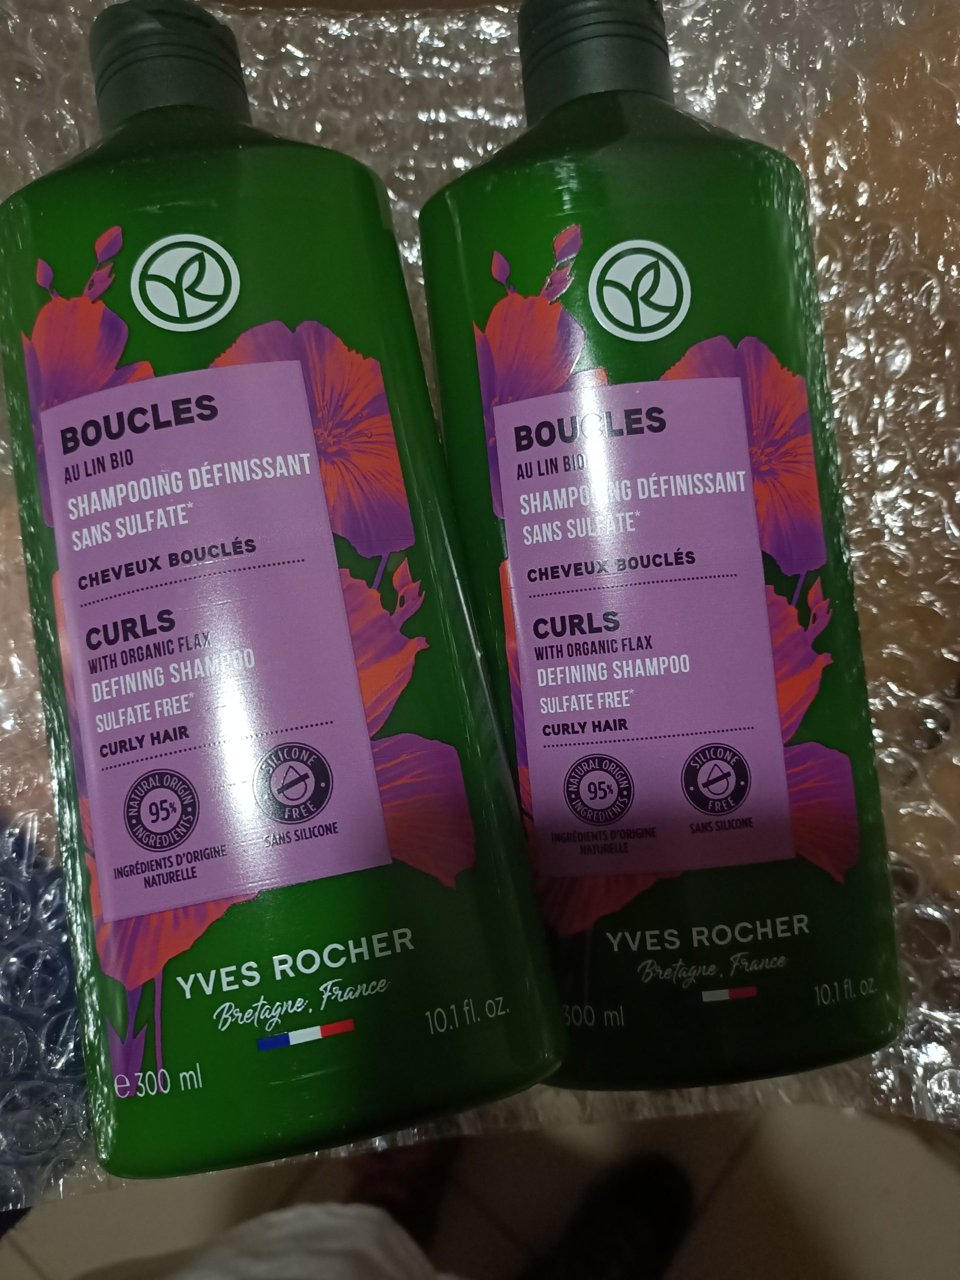 BOUCLES
AU LIN BIO
SHAMPOOING DÉFINISSANT
SANS SULFATE*
CHEVEUX BOUCLÉS
CURLS
WITH ORGANIC FLAX
DEFINING SHAMPOO
SULFATE FREE*
CURLY HAIR
NATURAL ORIGIN
95%
INGREDIENTS
INGRÉDIENTS D'ORIGINE
NATURELLE
SILICONE
FREE
SANS SILICONE
YVES ROCHER
Bretagne, France
10.1 fl. oz.
e 300 ml
BOUCLES
AU LIN BIO
SHAMPOOING DÉFINISSANT
SANS SULFATE*
CHEVEUX BOUCLÉS
CURLS
WITH ORGANIC FLAX
DEFINING SHAMPOO
SULFATE FREE*
CURLY HAIR
NATURAL ORIGIN
95%
INGREDIENTS
INGRÉDIENTS D'ORIGINE
NATURELLE
SILICONE
FREE
SANS SILICONE
YVES ROCHER
Bretagne, France
300 ml
10.1 fl. oz.